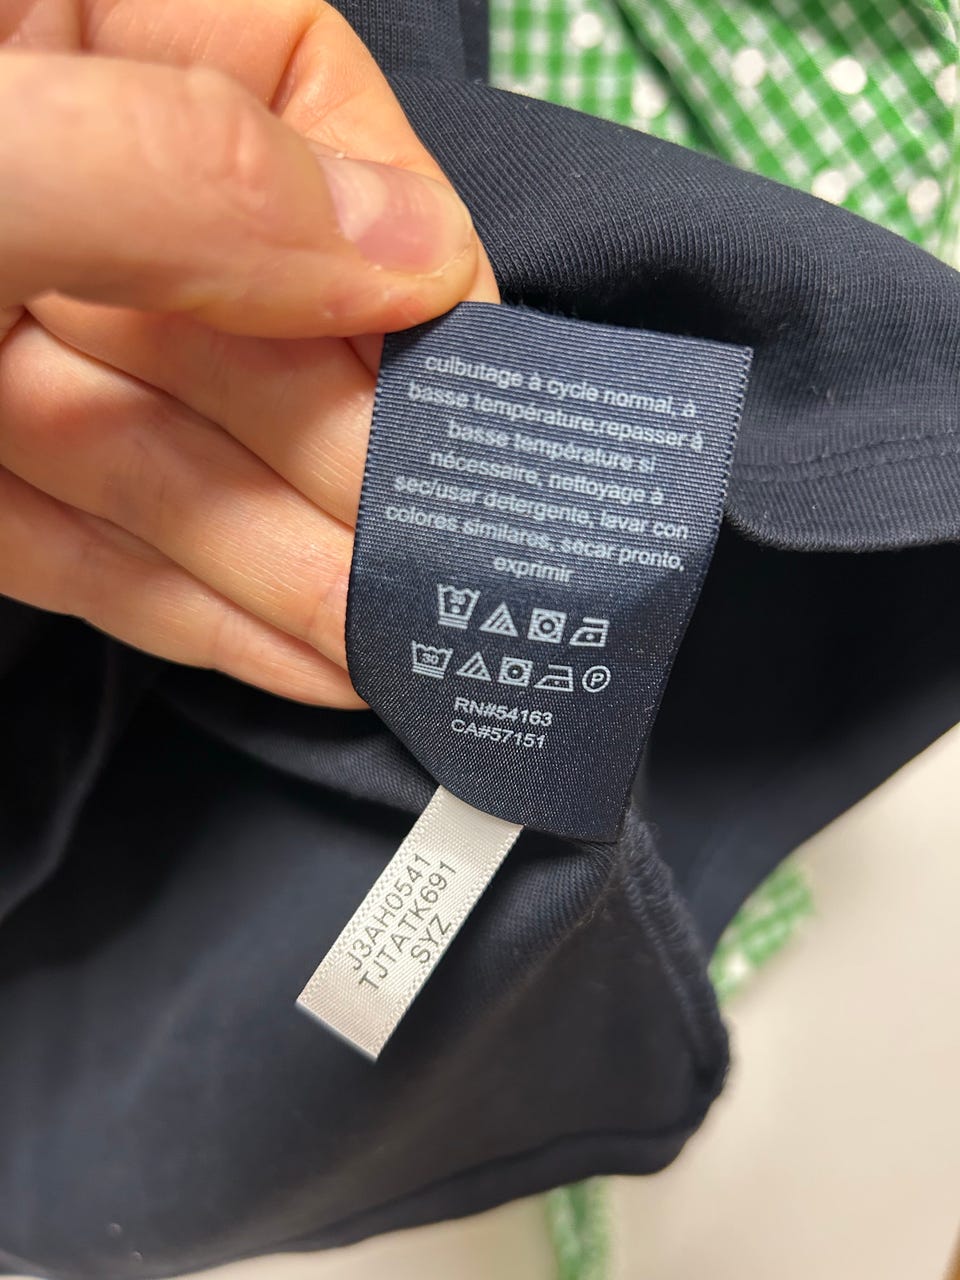 culbutage à cycle normal, à
basse température,repasser à
basse température si
nécessaire, nettoyage à
sec/usar detergente, lavar con
colores similares, secar pronto,
exprimir
30
P
RN#54163
CA#57151
J3AH0541
TJTATK691
SYZ